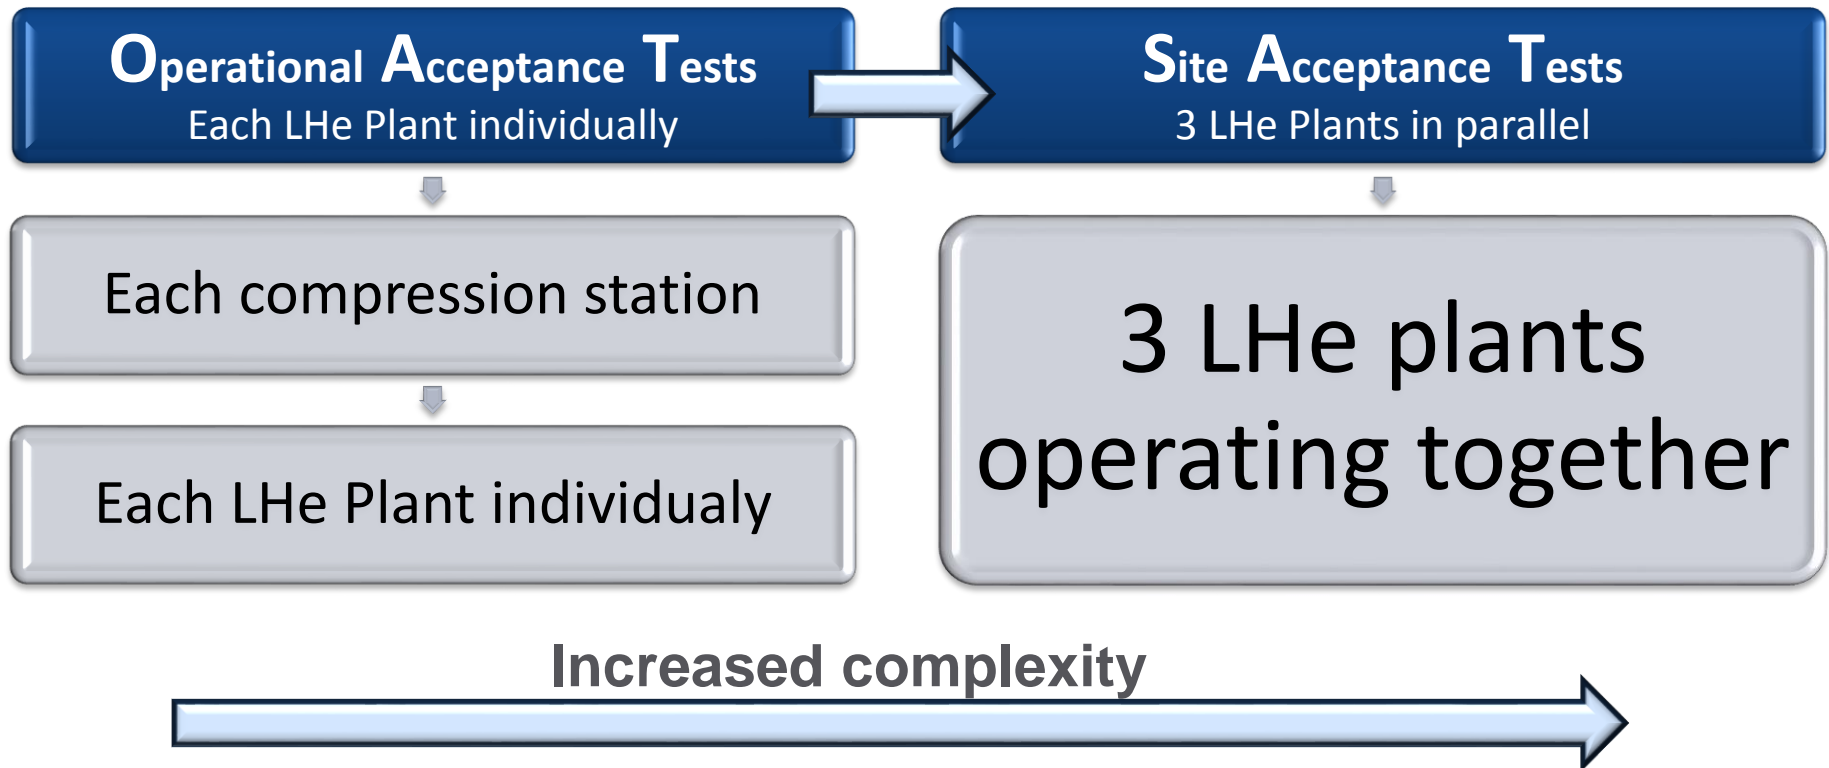 Operational Acceptance Tests
Each LHe Plant individually
Each compression station
Each LHe Plant individualy
Site Acceptance Tests
3 LHe Plants in parallel
3 LHe plants
operating together
Increased complexity